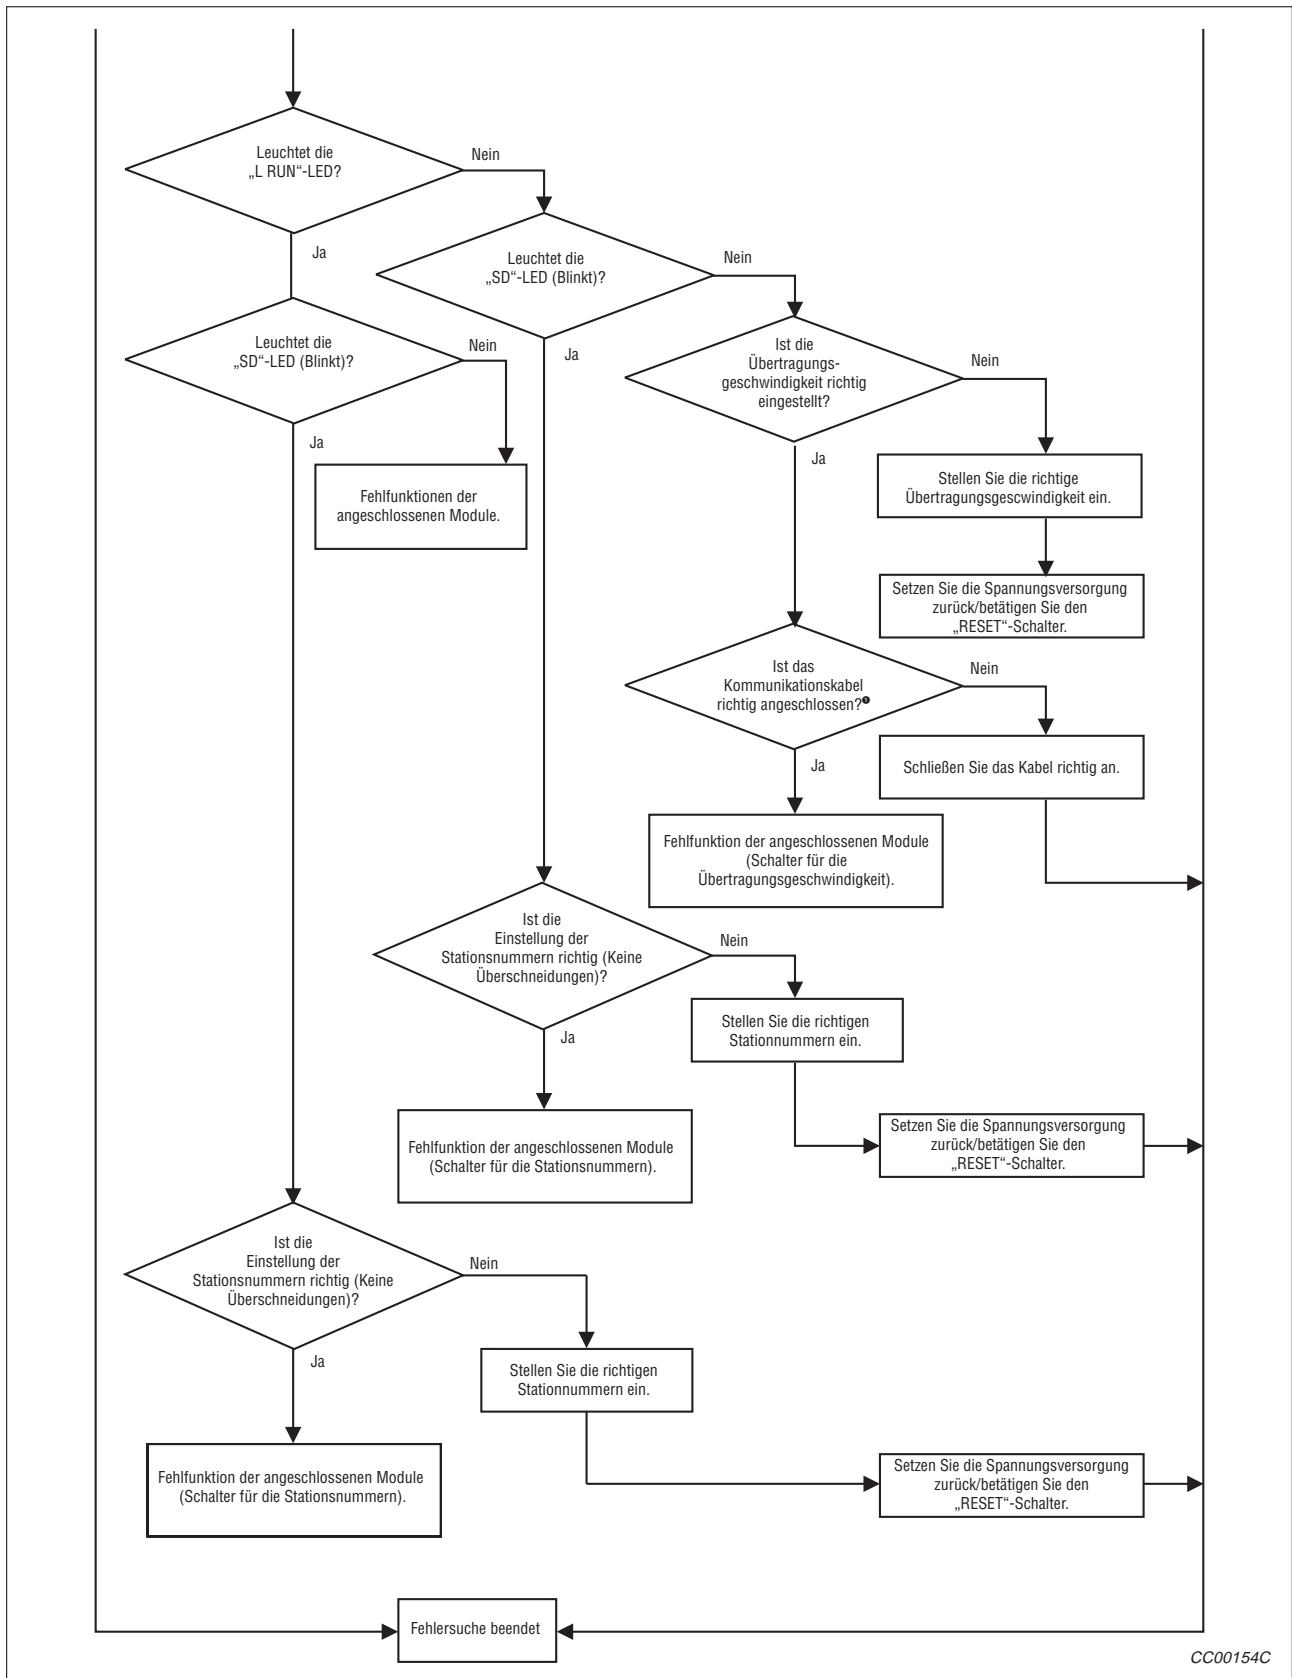 Leuchtet die
„L RUN“-LED?
Nein
Ja
Leuchtet die
„SD“-LED (Blinkt)?
Nein
Ja
Leuchtet die
„SD“-LED (Blinkt)?
Nein
Ja
Ist die
Übertragungs-
geschwindigkeit richtig
eingestellt?
Nein
Ja
Fehlfunktionen der
angeschlossenen Module.
Stellen Sie die richtige
Übertragungsgescwindigkeit ein.
Setzen Sie die Spannungsversorgung
zurück/betätigen Sie den
„RESET“-Schalter.
Ist das
Kommunikationskabel
richtig angeschlossen?❶
Nein
Ja
Schließen Sie das Kabel richtig an.
Fehlfunktion der angeschlossenen Module
(Schalter für die
Übertragungsgeschwindigkeit).
Ist die
Einstellung der
Stationsnummern richtig (Keine
Überschneidungen)?
Nein
Ja
Stellen Sie die richtigen
Stationnummern ein.
Fehlfunktion der angeschlossenen Module
(Schalter für die Stationsnummern).
Setzen Sie die Spannungsversorgung
zurück/betätigen Sie den
„RESET“-Schalter.
Ist die
Einstellung der
Stationsnummern richtig (Keine
Überschneidungen)?
Nein
Ja
Stellen Sie die richtigen
Stationnummern ein.
Fehlfunktion der angeschlossenen Module
(Schalter für die Stationsnummern).
Setzen Sie die Spannungsversorgung
zurück/betätigen Sie den
„RESET“-Schalter.
Fehlersuche beendet
CC00154C